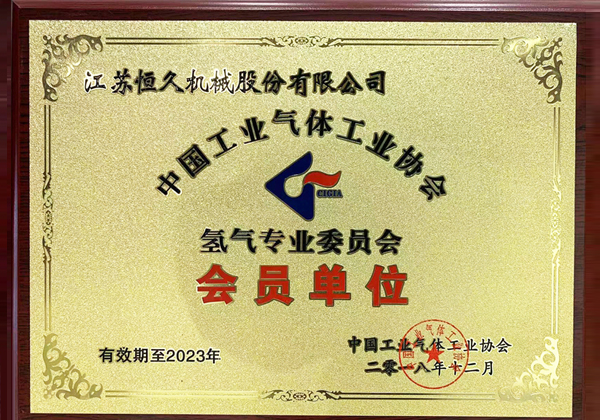 江苏恒久机械股份有限公司
中国工业气体工业协会
CIGIA
氢气专业委员会
会员单位
有效期至2023年
中国工业气体工业协会
二零一八年十二月